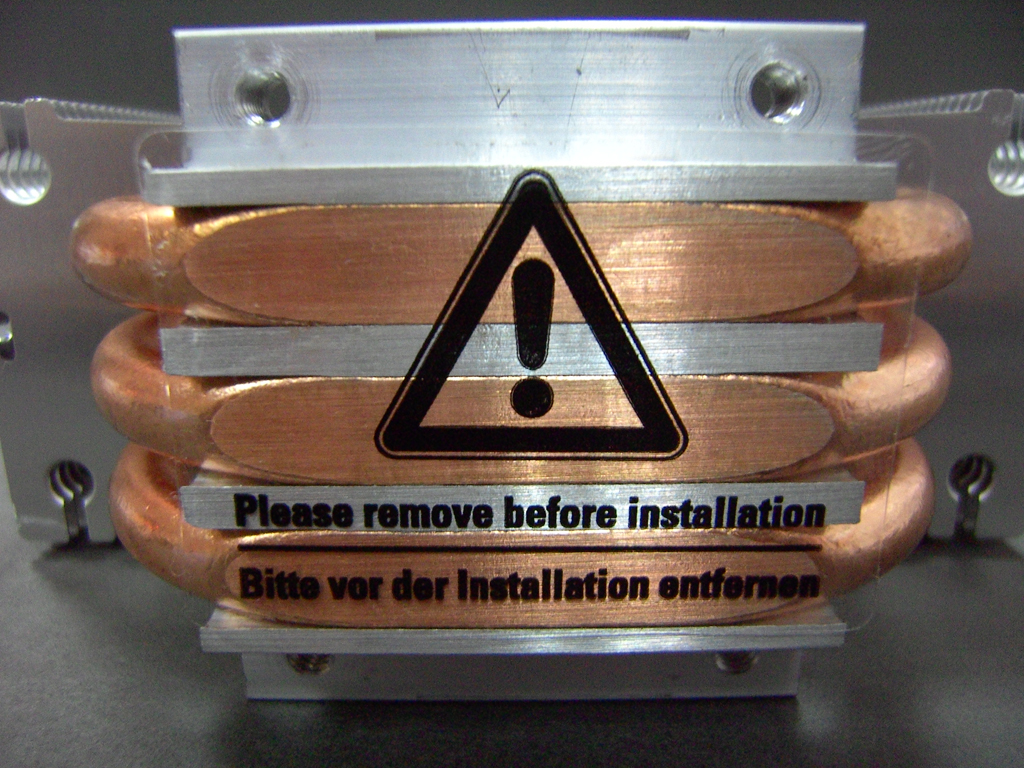 Please remove before installation
Bitte vor der Installation entfernen